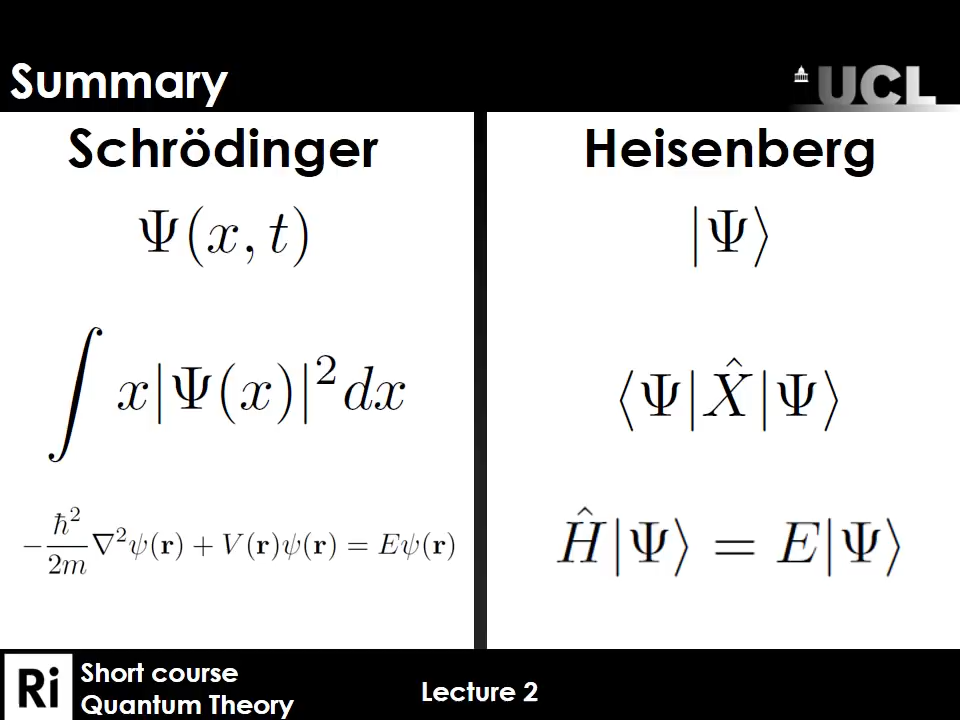 Summary
UCL
Schrödinger
Ψ(x, t)
∫ x|Ψ(x)|² dx
−ℏ²/2m ∇²ψ(𝐫) + V(𝐫)ψ(𝐫) = Eψ(𝐫)
Heisenberg
|Ψ⟩
⟨Ψ|X̂|Ψ⟩
Ĥ|Ψ⟩ = E|Ψ⟩
Ri
Short course
Quantum Theory
Lecture 2